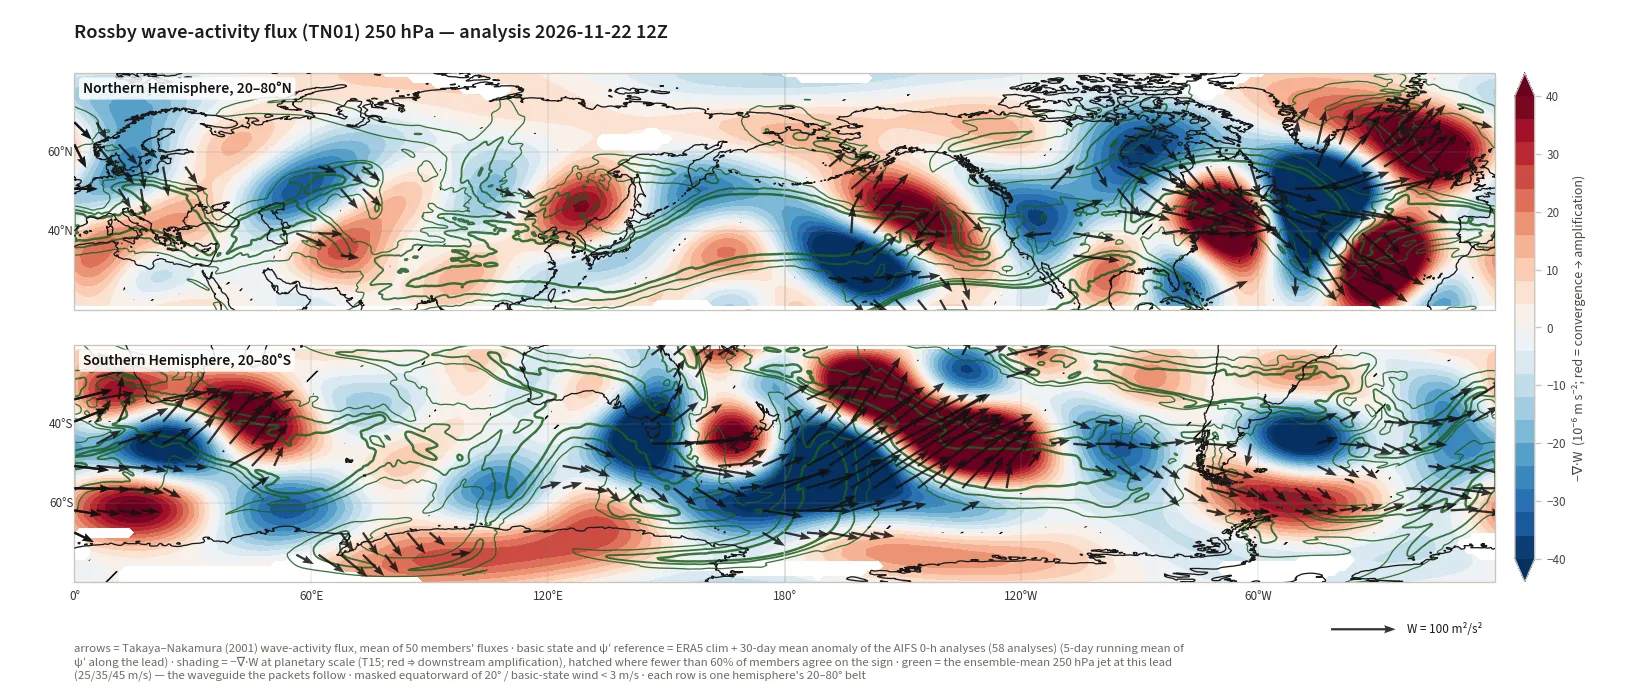 Rossby wave-activity flux (TN01) 250 hPa — analysis 2026-11-22 12Z
Northern Hemisphere, 20–80°N
60°N
40°N
Southern Hemisphere, 20–80°S
40°S
60°S
0°
60°E
120°E
180°
120°W
60°W
40
30
20
10
0
−10
−20
−30
−40
−∇·W (10⁻⁶ m s⁻²; red = convergence → amplification)
W = 100 m²/s²
arrows = Takaya–Nakamura (2001) wave-activity flux, mean of 50 members' fluxes · basic state and ψ' reference = ERA5 clim + 30-day mean anomaly of the AIFS 0-h analyses (58 analyses) (5-day running mean of
ψ' along the lead) · shading = −∇·W at planetary scale (T15; red ⇒ downstream amplification), hatched where fewer than 60% of members agree on the sign · green = the ensemble-mean 250 hPa jet at this lead
(25/35/45 m/s) — the waveguide the packets follow · masked equatorward of 20° / basic-state wind < 3 m/s · each row is one hemisphere's 20–80° belt